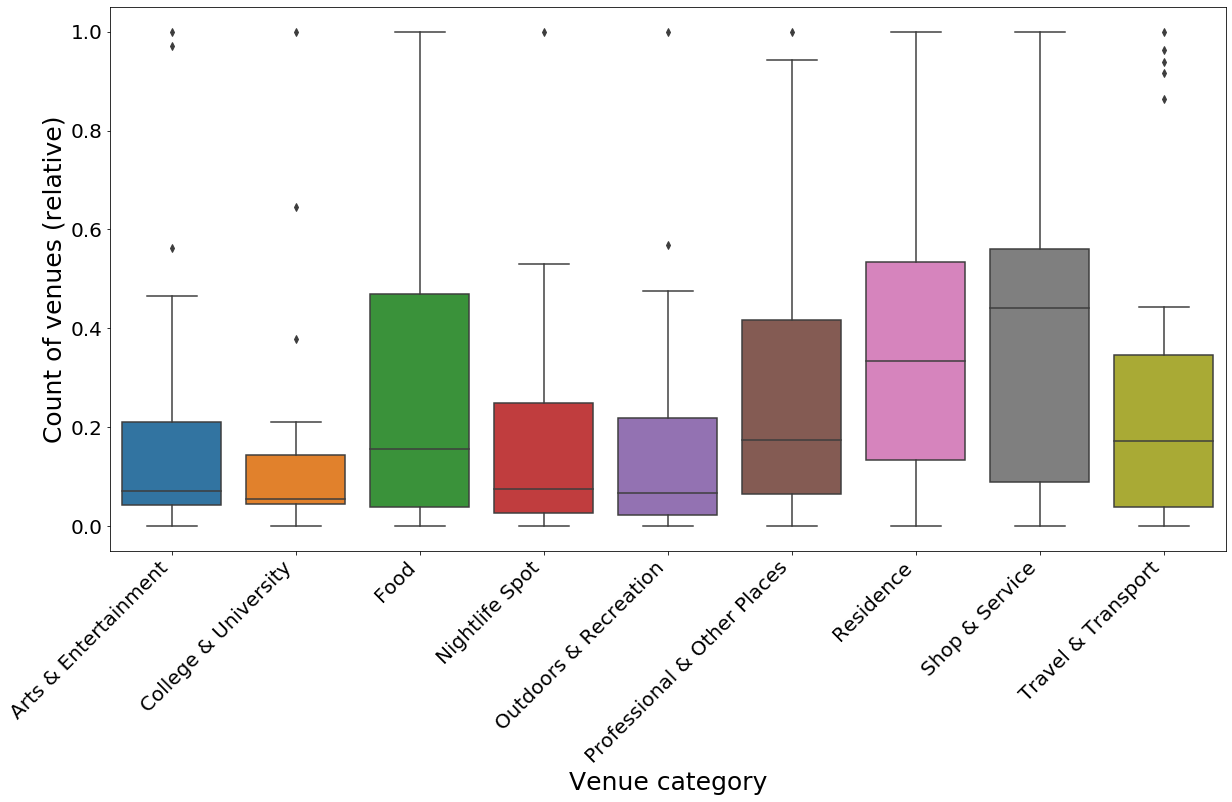 Count of venues (relative)
1.0
0.8
0.6
0.4
0.2
0.0
Arts & Entertainment
College & University
Food
Nightlife Spot
Outdoors & Recreation
Professional & Other Places
Residence
Shop & Service
Travel & Transport
Venue category